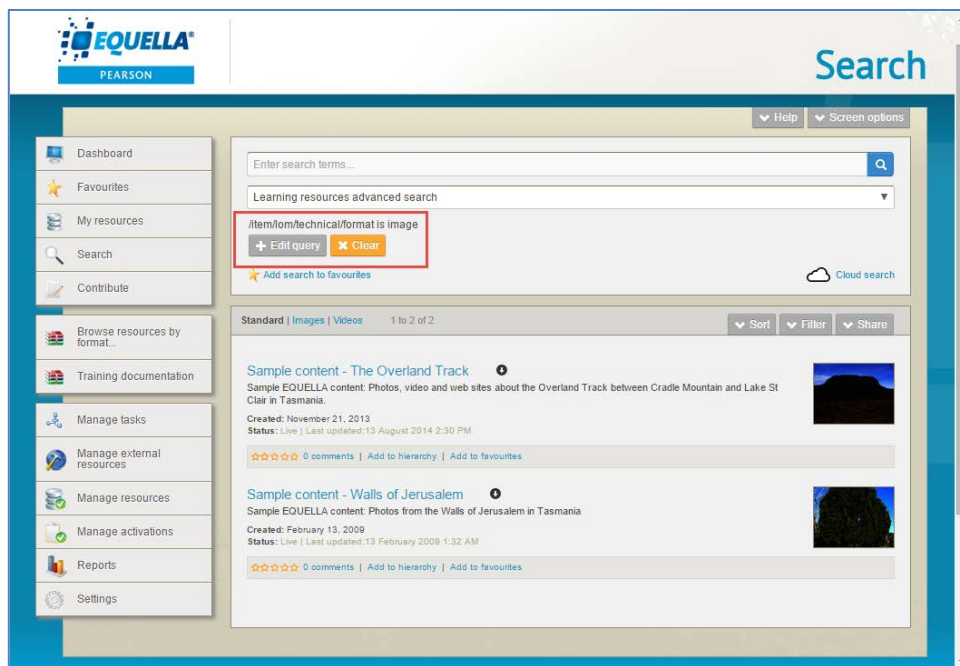 EQUELLA®
PEARSON
Search
Help
Screen options
Dashboard
Favourites
My resources
Search
Contribute
Browse resources by
format...
Training documentation
Manage tasks
Manage external
resources
Manage resources
Manage activations
Reports
Settings
Enter search terms...
Learning resources advanced search
/item/lom/technical/format is image
Edit query
Clear
Add search to favourites
Cloud search
Standard | Images | Videos 1 to 2 of 2
Sort
Filter
Share
Sample content - The Overland Track
Sample EQUELLA content: Photos, video and web sites about the Overland Track between Cradle Mountain and Lake St
Clair in Tasmania.
Created: November 21, 2013
Status: Live | Last updated:13 August 2014 2:30 PM
0 comments | Add to hierarchy | Add to favourites
Sample content - Walls of Jerusalem
Sample EQUELLA content: Photos from the Walls of Jerusalem in Tasmania
Created: February 13, 2009
Status: Live | Last updated:13 February 2009 1:32 AM
0 comments | Add to hierarchy | Add to favourites